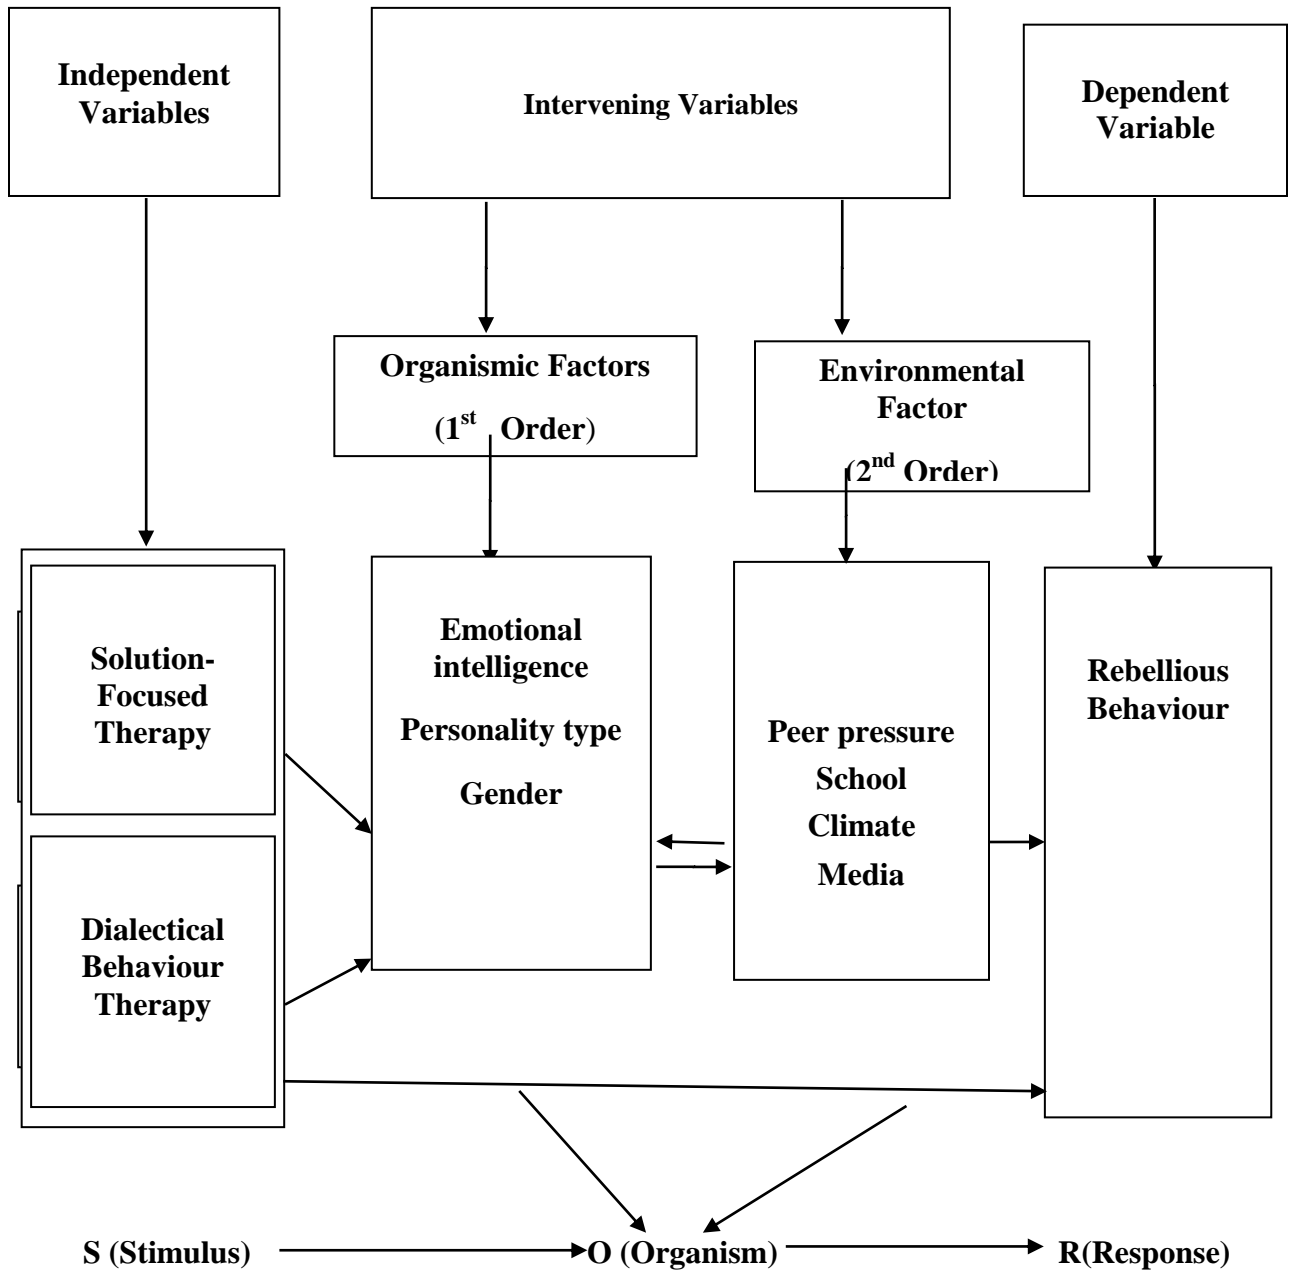 Independent
Variables
Intervening Variables
Dependent
Variable
Organismic Factors
(1st Order)
Environmental
Factor
(2nd Order)
Solution-
Focused
Therapy
Dialectical
Behaviour
Therapy
Emotional
intelligence
Personality type
Gender
Peer pressure
School
Climate
Media
Rebellious
Behaviour
S (Stimulus)
O (Organism)
R(Response)